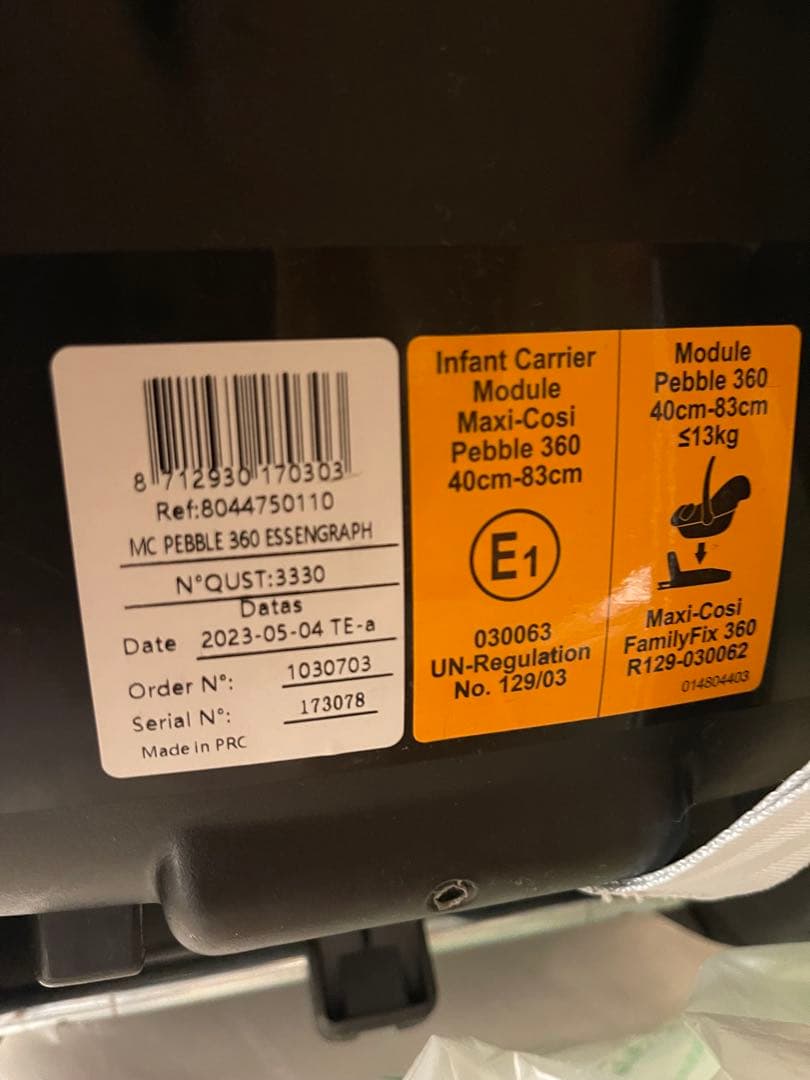 8 712930 170303
Ref:8044750110
MC PEBBLE 360 ESSENGRAPH
N°QUST:3330
Datas
Date 2023-05-04 TE-a
Order N°: 1030703
Serial N°: 173078
Made in PRC
Infant Carrier
Module
Maxi-Cosi
Pebble 360
40cm-83cm
E1
030063
UN-Regulation
No. 129/03
Module
Pebble 360
40cm-83cm
≤13kg
Maxi-Cosi
FamilyFix 360
R129-030062
014804403